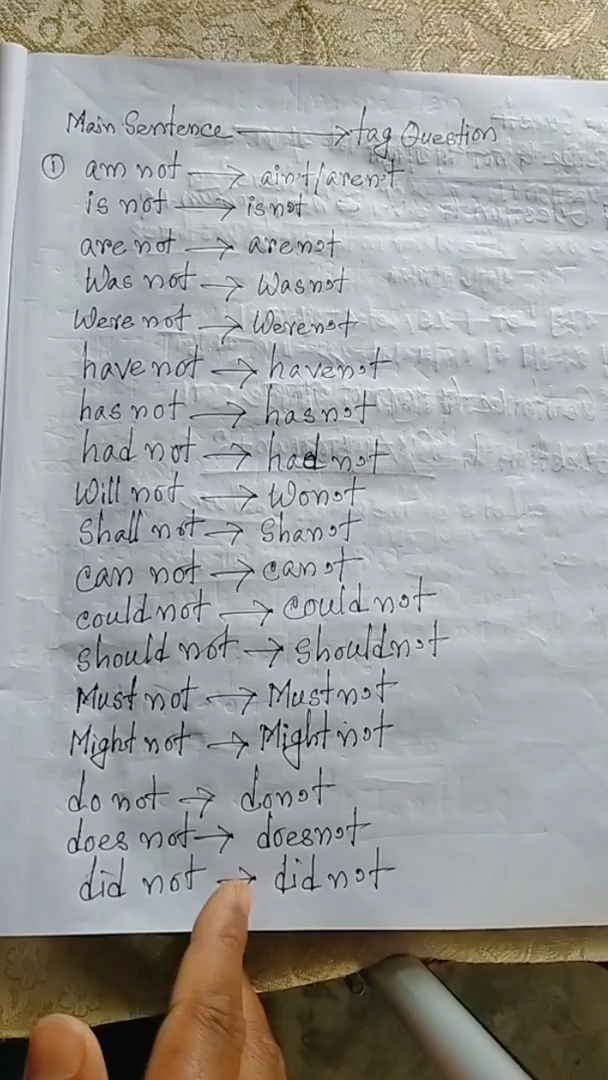 Main Sentence → tag Question
① am not → ain't/aren't
is not → isn't
are not → aren't
Was not → Wasn't
Were not → Weren't
have not → haven't
has not → hasn't
had not → hadn't
Will not → Won't
Shall not → Shan't
can not → can't
could not → couldn't
should not → shouldn't
Must not → Mustn't
Might not → Mightn't
do not → don't
does not → doesn't
did not → didn't